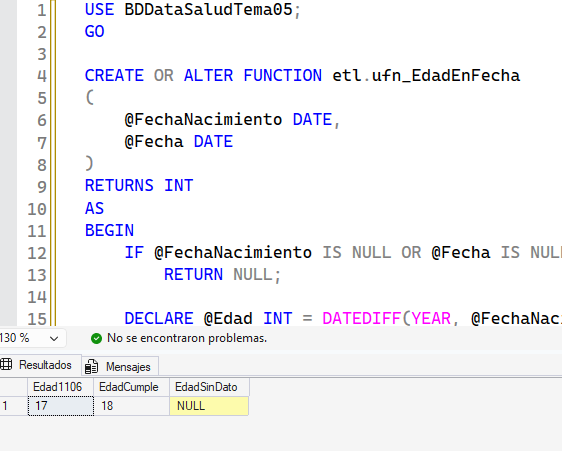 1 USE BDDataSaludTema05;
2 GO
3
4 CREATE OR ALTER FUNCTION etl.ufn_EdadEnFecha
5 (
6 @FechaNacimiento DATE,
7 @Fecha DATE
8 )
9 RETURNS INT
10 AS
11 BEGIN
12 IF @FechaNacimiento IS NULL OR @Fecha IS NUL
13 RETURN NULL;
14
15 DECLARE @Edad INT = DATEDIFF(YEAR, @FechaNac
130 % No se encontraron problemas.
Resultados Mensajes
Edad1106 EdadCumple EdadSinDato
1 17 18 NULL